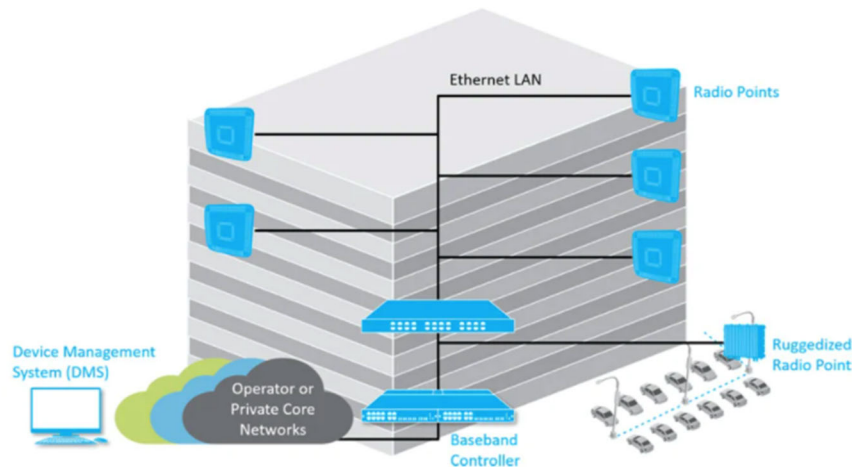 Ethernet LAN
Radio Points
Ruggedized
Radio Point
Device Management
System (DMS)
Operator or
Private Core
Networks
Baseband
Controller